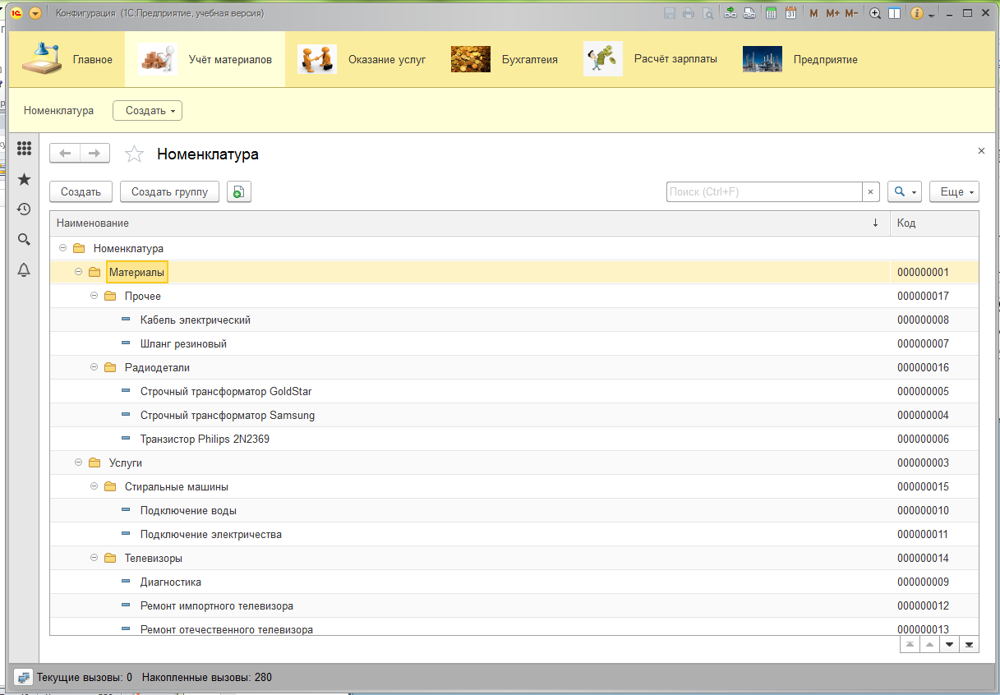 Конфигурация (1С:Предприятие, учебная версия)
M M+ M-
Главное Учёт материалов Оказание услуг Бухгалтеия Расчёт зарплаты Предприятие
Номенклатура Создать
Номенклатура
Создать Создать группу Поиск (Ctrl+F) Еще
Наименование Код
Номенклатура
Материалы 000000001
Прочее 000000017
Кабель электрический 000000008
Шланг резиновый 000000007
Радиодетали 000000016
Строчный трансформатор GoldStar 000000005
Строчный трансформатор Samsung 000000004
Транзистор Philips 2N2369 000000006
Услуги 000000003
Стиральные машины 000000015
Подключение воды 000000010
Подключение электричества 000000011
Телевизоры 000000014
Диагностика 000000009
Ремонт импортного телевизора 000000012
Ремонт отечественного телевизора 000000013
Текущие вызовы: 0 Накопленные вызовы: 280